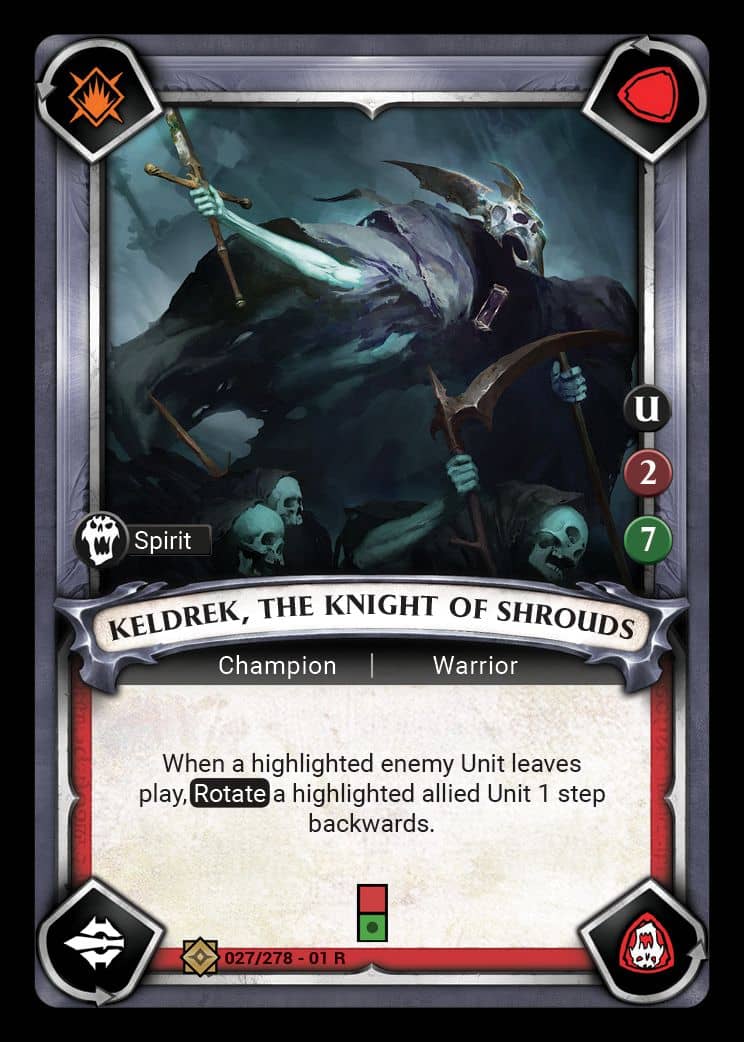 U
2
7
Spirit
KELDREK, THE KNIGHT OF SHROUDS
Champion | Warrior
When a highlighted enemy Unit leaves
play, Rotate a highlighted allied Unit 1 step
backwards.
027/278 - 01 R